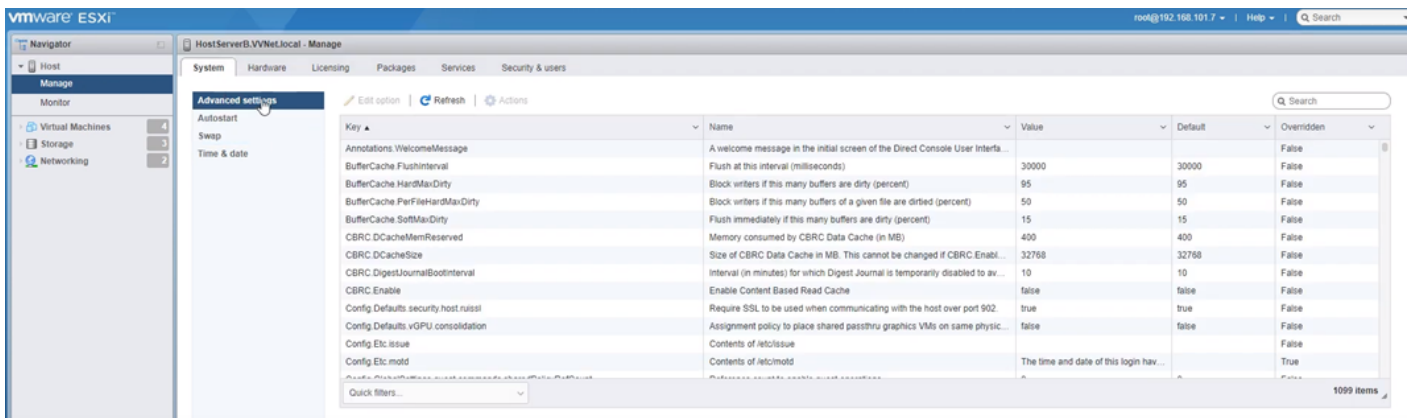 vmware ESXi™
root@192.168.101.7 | Help | Search
Navigator
HostServerB.VVNet.local - Manage
Host
Manage
Monitor
Virtual Machines 4
Storage 3
Networking 2
System Hardware Licensing Packages Services Security & users
Advanced settings
Autostart
Swap
Time & date
Edit option | Refresh | Actions
Search
Key Name Value Default Overridden
Annotations.WelcomeMessage A welcome message in the initial screen of the Direct Console User Interfa... False
BufferCache.FlushInterval Flush at this interval (milliseconds) 30000 30000 False
BufferCache.HardMaxDirty Block writers if this many buffers are dirty (percent) 95 95 False
BufferCache.PerFileHardMaxDirty Block writers if this many buffers of a given file are dirtied (percent) 50 50 False
BufferCache.SoftMaxDirty Flush immediately if this many buffers are dirty (percent) 15 15 False
CBRC.DCacheMemReserved Memory consumed by CBRC Data Cache (in MB) 400 400 False
CBRC.DCacheSize Size of CBRC Data Cache in MB. This cannot be changed if CBRC.Enabl... 32768 32768 False
CBRC.DigestJournalBootInterval Interval (in minutes) for which Digest Journal is temporarily disabled to av... 10 10 False
CBRC.Enable Enable Content Based Read Cache false false False
Config.Defaults.security.host.ruissl Require SSL to be used when communicating with the host over port 902. true true False
Config.Defaults.vGPU.consolidation Assignment policy to place shared passthru graphics VMs on same physic... false false False
Config.Etc.issue Contents of /etc/issue False
Config.Etc.motd Contents of /etc/motd The time and date of this login hav... True
Quick filters...
1099 items